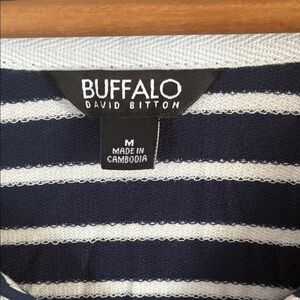 BUFFALO
DAVID BITTON
M
MADE IN
CAMBODIA